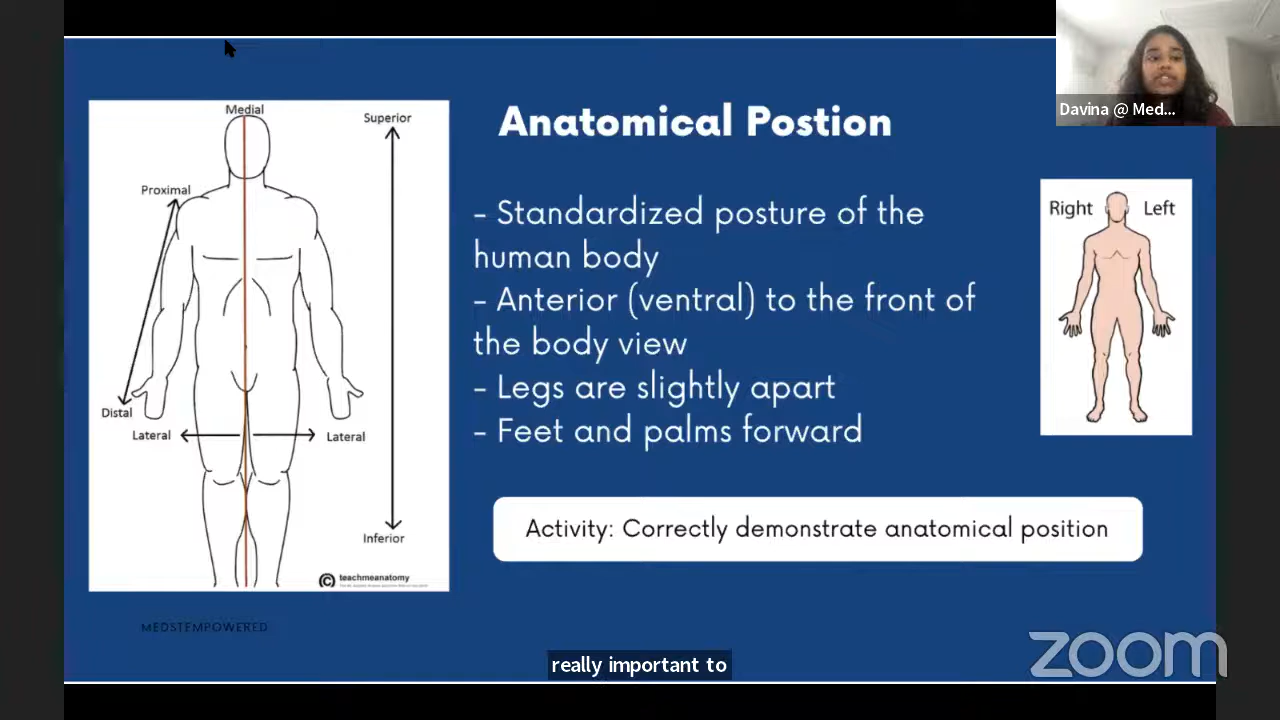 Davina @ Med...
Anatomical Postion
Medial
Superior
Proximal
Distal
Lateral
Lateral
Inferior
© teachmeanatomy
- Standardized posture of the
human body
- Anterior (ventral) to the front of
the body view
- Legs are slightly apart
- Feet and palms forward
Right Left
Activity: Correctly demonstrate anatomical position
MEDSTEMPOWERED
really important to
zoom